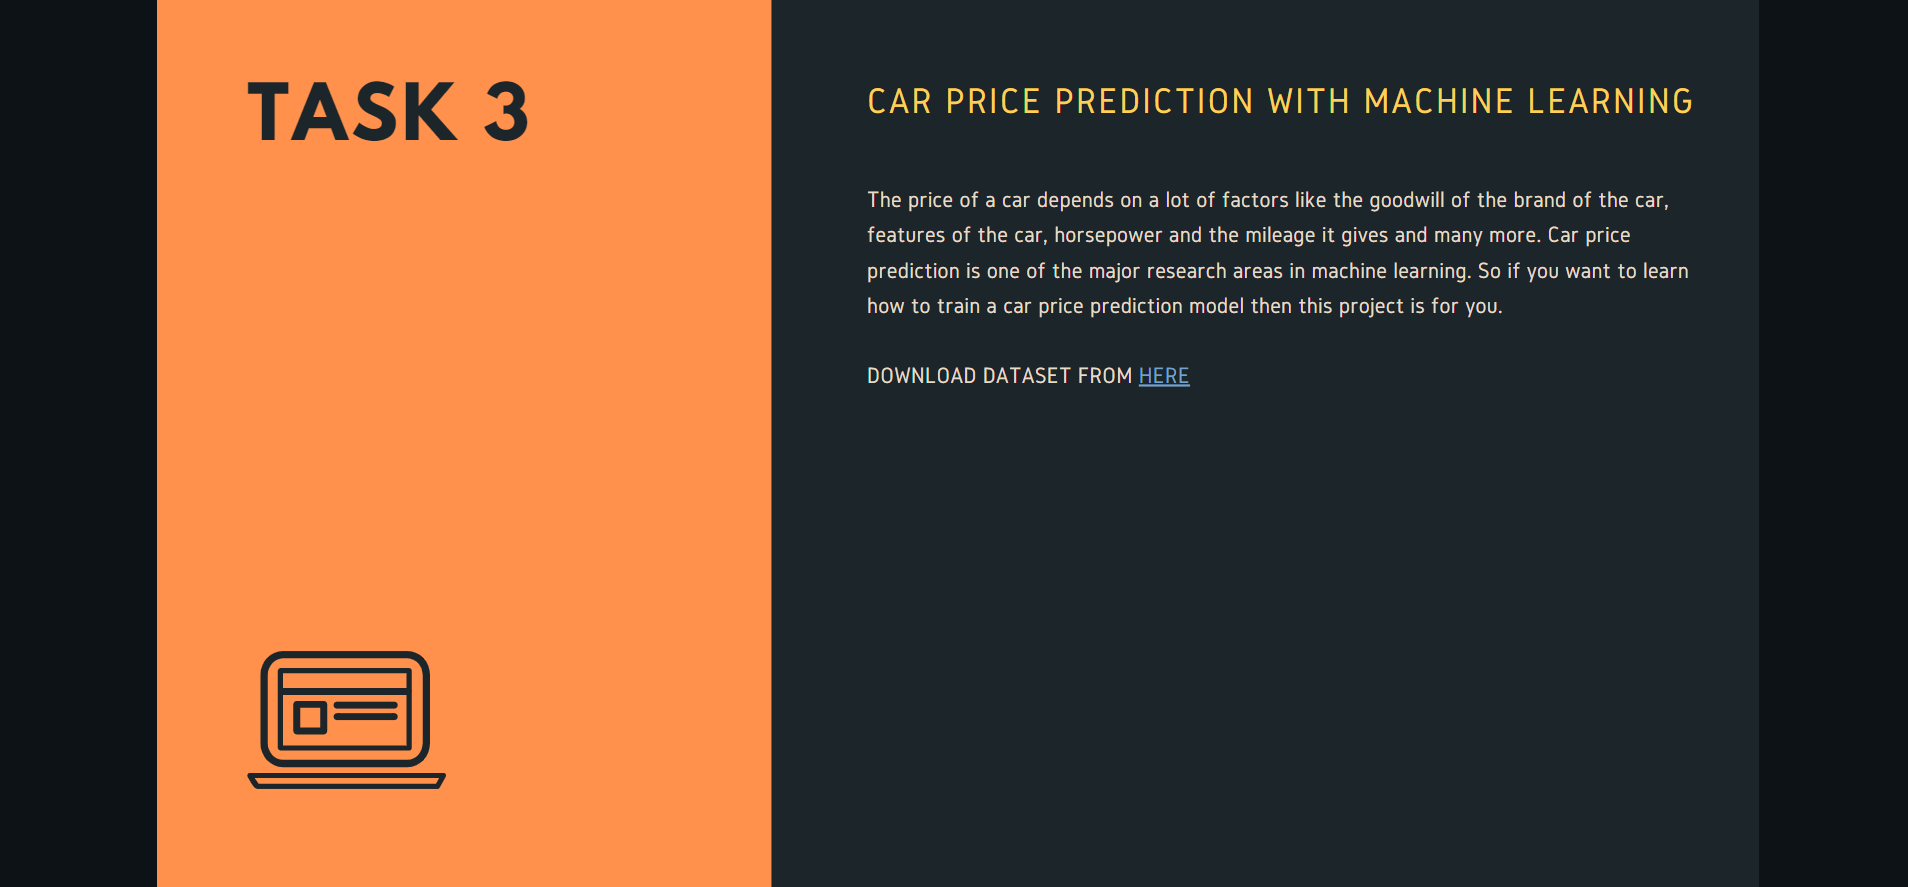 TASK 3
CAR PRICE PREDICTION WITH MACHINE LEARNING
The price of a car depends on a lot of factors like the goodwill of the brand of the car,
features of the car, horsepower and the mileage it gives and many more. Car price
prediction is one of the major research areas in machine learning. So if you want to learn
how to train a car price prediction model then this project is for you.
DOWNLOAD DATASET FROM HERE